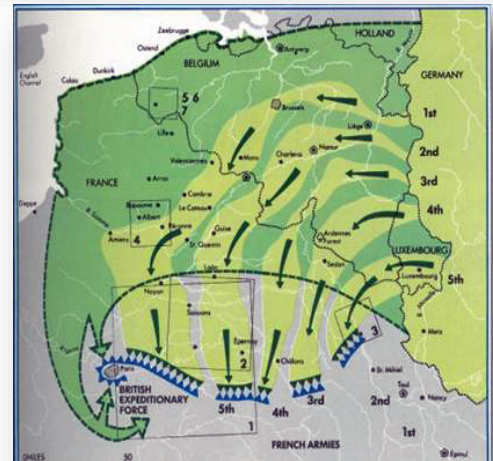 Zeebrugge
HOLLAND
Ostend
BELGIUM
Antwerp
English
Channel
Calais
Dunkirk
GERMANY
5 6
7
Brussels
1st
Liège
Lille
2nd
Mons
Charleroi
Namur
Valenciennes
3rd
FRANCE
Arras
Cambrai
4th
Dieppe
Bapaume
Le Cateau
Albert
Péronne
Ardennes
Forest
LUXEMBOURG
Amiens
4
Guise
St. Quentin
Sedan
Luxembourg
5th
Laon
Noyon
Soissons
3
Metz
Epernay
2
Châlons
St. Mihiel
Paris
BRITISH
EXPEDITIONARY
FORCE
5th
4th
3rd
2nd
Toul
Nancy
1
1st
FRENCH ARMIES
0MILES
50
Epinal